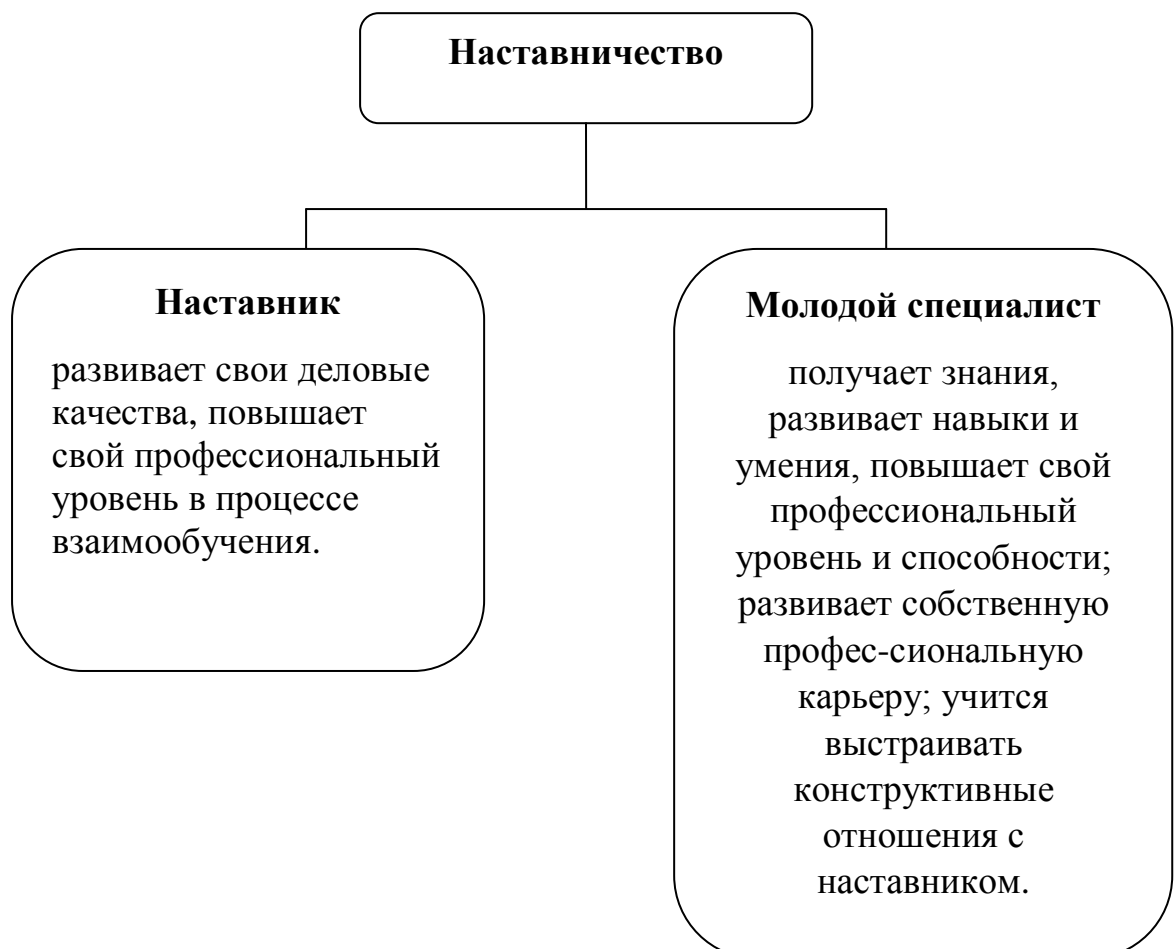 Наставничество
Наставник
развивает свои деловые
качества, повышает
свой профессиональный
уровень в процессе
взаимообучения.
Молодой специалист
получает знания,
развивает навыки и
умения, повышает свой
профессиональный
уровень и способности;
развивает собственную
профес-сиональную
карьеру; учится
выстраивать
конструктивные
отношения с
наставником.